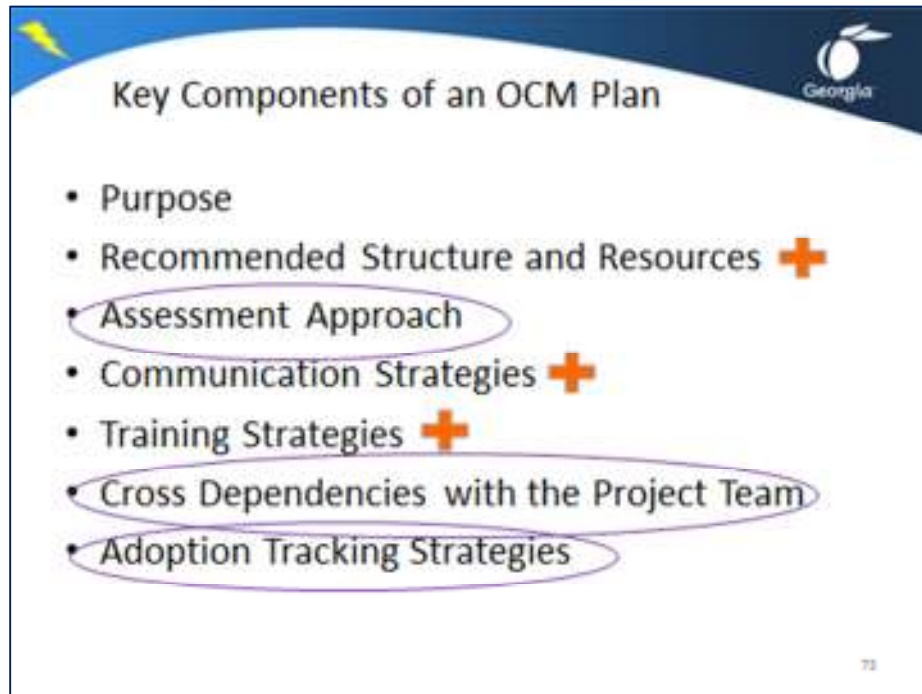 Georgia
Key Components of an OCM Plan
• Purpose
• Recommended Structure and Resources
• Assessment Approach
• Communication Strategies
• Training Strategies
• Cross Dependencies with the Project Team
• Adoption Tracking Strategies
73